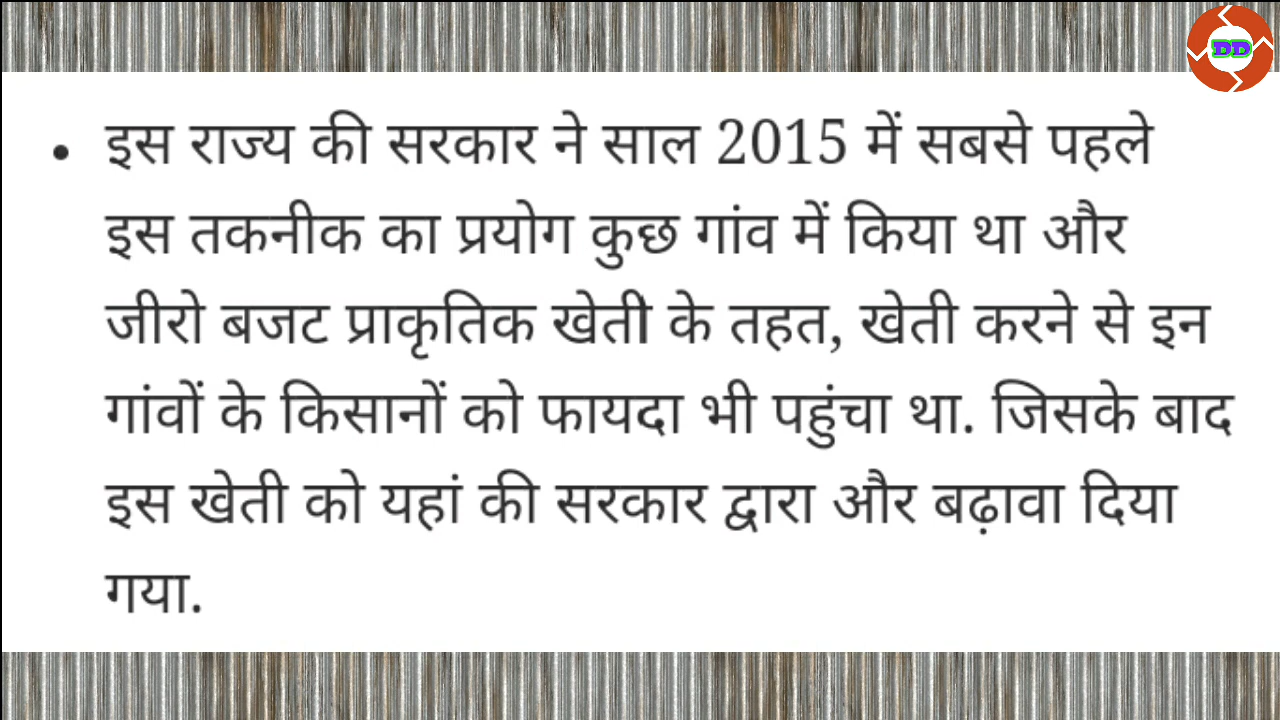 DD
• इस राज्य की सरकार ने साल 2015 में सबसे पहले
इस तकनीक का प्रयोग कुछ गांव में किया था और
जीरो बजट प्राकृतिक खेती के तहत, खेती करने से इन
गांवों के किसानों को फायदा भी पहुंचा था. जिसके बाद
इस खेती को यहां की सरकार द्वारा और बढ़ावा दिया
गया.